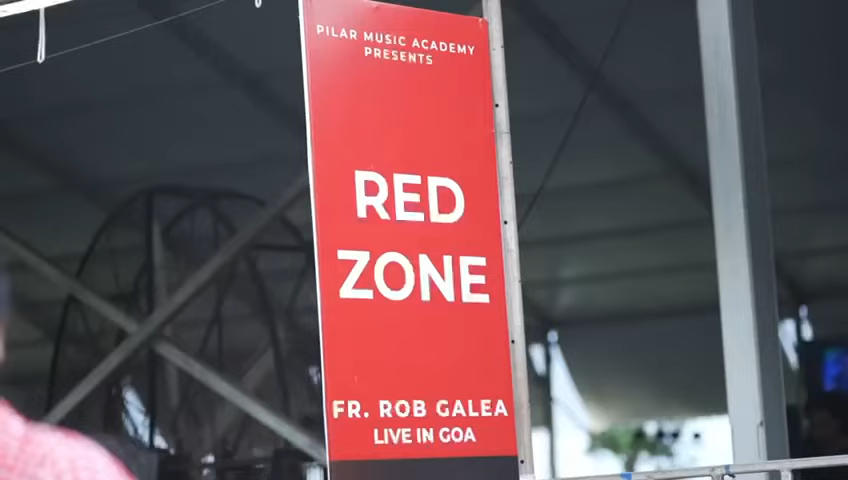 PILAR MUSIC ACADEMY
PRESENTS
RED
ZONE
FR. ROB GALEA
LIVE IN GOA